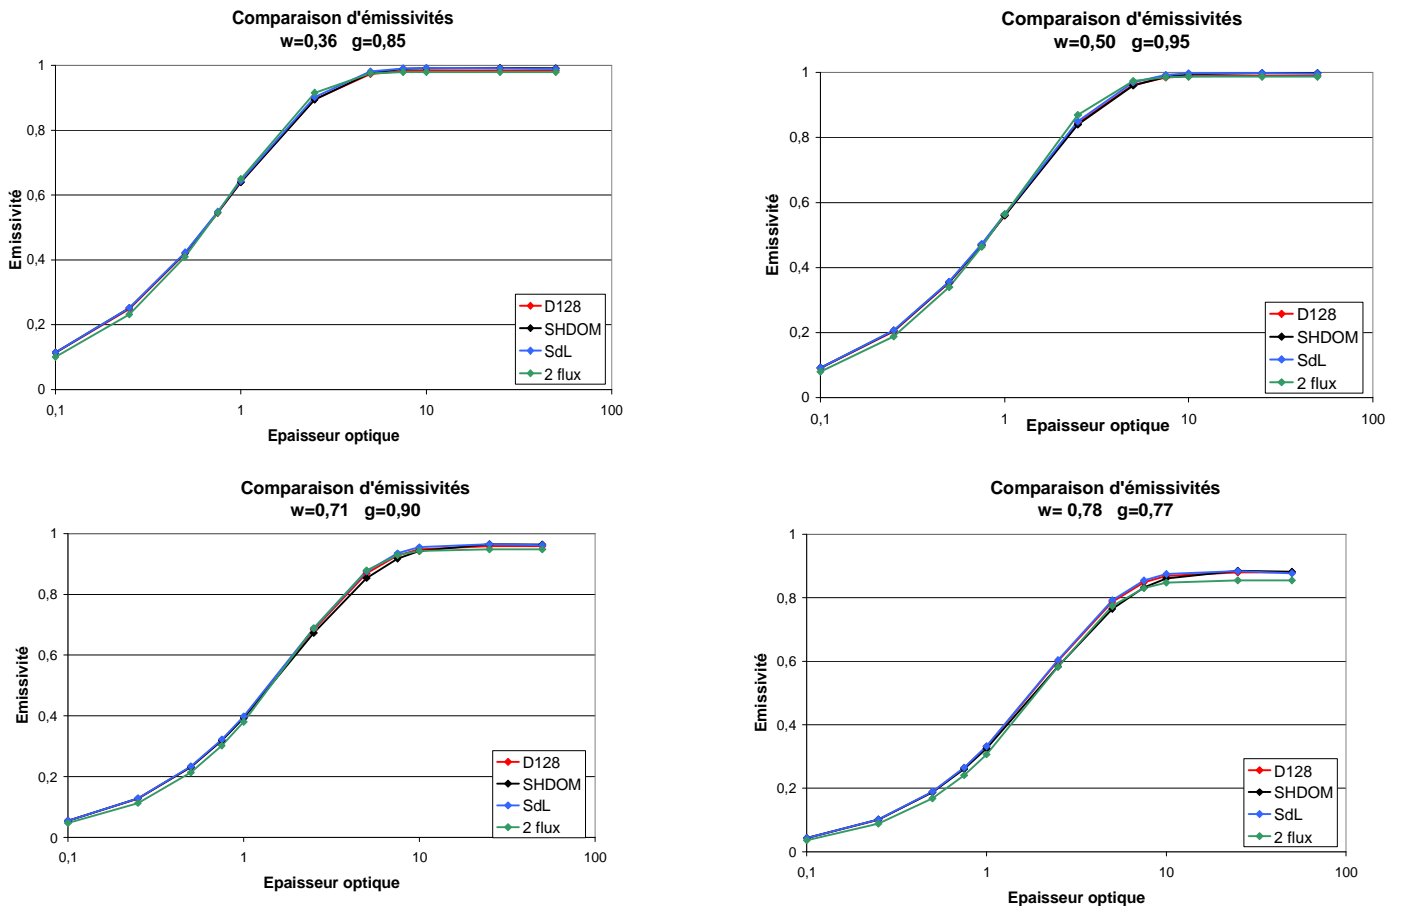 Comparaison d'émissivités
w=0,36 g=0,85
1
0,8
0,6
0,4
0,2
0
Emissivité
0,1
1
10
100
Epaisseur optique
D128
SHDOM
SdL
2 flux
Comparaison d'émissivités
w=0,50 g=0,95
1
0,8
0,6
0,4
0,2
0
Emissivité
0,1
1
10
100
Epaisseur optique
D128
SHDOM
SdL
2 flux
Comparaison d'émissivités
w=0,71 g=0,90
1
0,8
0,6
0,4
0,2
0
Emissivité
0,1
1
10
100
Epaisseur optique
D128
SHDOM
SdL
2 flux
Comparaison d'émissivités
w= 0,78 g=0,77
1
0,8
0,6
0,4
0,2
0
Emissivité
0,1
1
10
100
Epaisseur optique
D128
SHDOM
SdL
2 flux